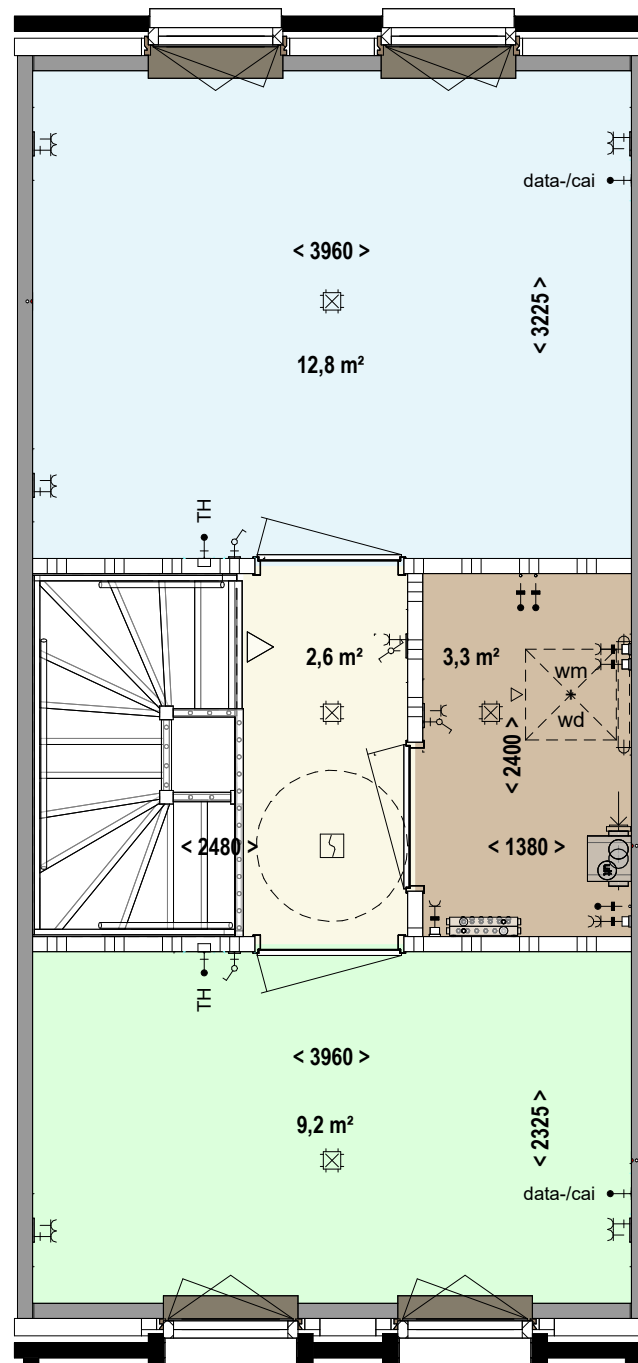 data-/cai
< 3960 >
< 3225 >
12,8 m²
TH
2,6 m²
3,3 m²
wm
wd
< 2400 >
< 2480 >
< 1380 >
TH
< 3960 >
9,2 m²
< 2325 >
data-/cai